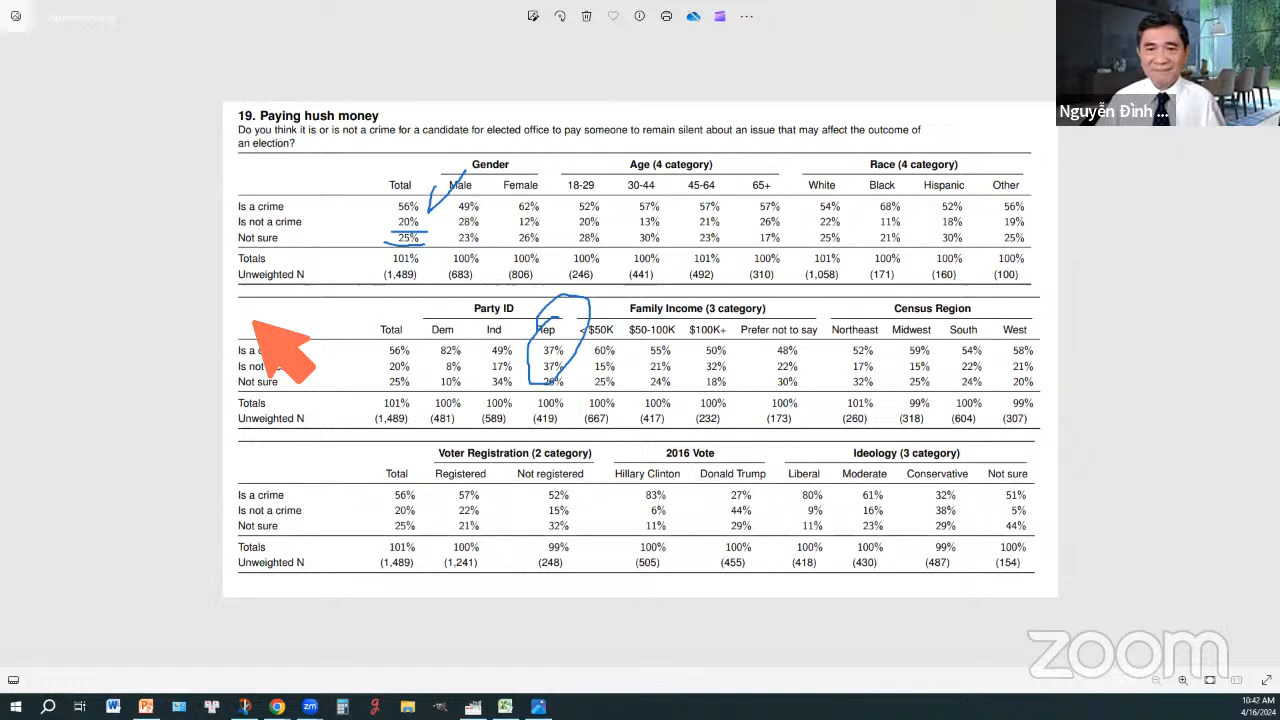 Nguyễn Đình ...
19. Paying hush money
Do you think it is or is not a crime for a candidate for elected office to pay someone to remain silent about an issue that may affect the outcome of
an election?
Gender Age (4 category) Race (4 category)
Total Male Female 18-29 30-44 45-64 65+ White Black Hispanic Other
Is a crime 56% 49% 62% 52% 57% 57% 57% 54% 68% 52% 56%
Is not a crime 20% 28% 12% 20% 13% 21% 26% 22% 11% 18% 19%
Not sure 25% 23% 26% 28% 30% 23% 17% 25% 21% 30% 25%
Totals 101% 100% 100% 100% 100% 101% 100% 101% 100% 100% 100%
Unweighted N (1,489) (683) (806) (246) (441) (492) (310) (1,058) (171) (160) (100)
Party ID Family Income (3 category) Census Region
Total Dem Ind Rep < $50K $50-100K $100K+ Prefer not to say Northeast Midwest South West
Is a 56% 82% 49% 37% 60% 55% 50% 48% 52% 59% 54% 58%
Is 20% 8% 17% 37% 15% 21% 32% 22% 17% 15% 22% 21%
Not sure 25% 10% 34% 26% 25% 24% 18% 30% 32% 25% 24% 20%
Totals 101% 100% 100% 100% 100% 100% 100% 100% 101% 99% 100% 99%
Unweighted N (1,489) (481) (589) (419) (667) (417) (232) (173) (260) (318) (604) (307)
Voter Registration (2 category) 2016 Vote Ideology (3 category)
Total Registered Not registered Hillary Clinton Donald Trump Liberal Moderate Conservative Not sure
Is a crime 56% 57% 52% 83% 27% 80% 61% 32% 51%
Is not a crime 20% 22% 15% 6% 44% 9% 16% 38% 5%
Not sure 25% 21% 32% 11% 29% 11% 23% 29% 44%
Totals 101% 100% 99% 100% 100% 100% 100% 99% 100%
Unweighted N (1,489) (1,241) (248) (505) (455) (418) (430) (487) (154)
zoom
10:42 AM
4/16/2024